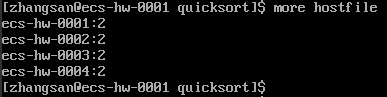 [zhangsan@ecs-hw-0001 quicksort]$ more hostfile
ecs-hw-0001:2
ecs-hw-0002:2
ecs-hw-0003:2
ecs-hw-0004:2
[zhangsan@ecs-hw-0001 quicksort]$